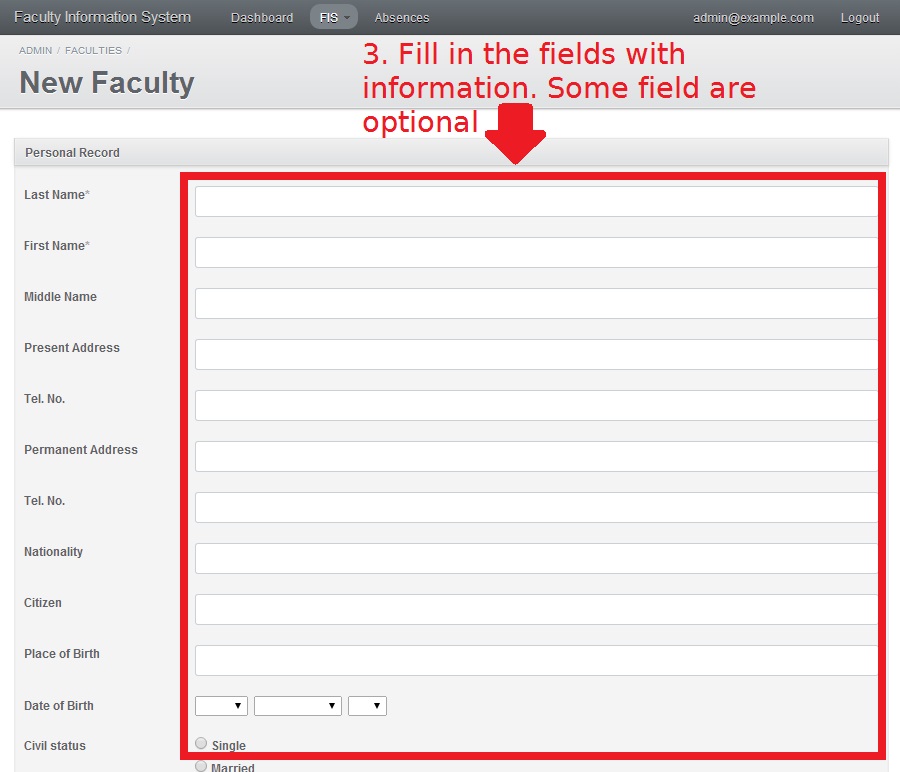 Faculty Information System Dashboard FIS Absences admin@example.com Logout
ADMIN / FACULTIES /
New Faculty
3. Fill in the fields with
information. Some field are
optional
Personal Record
Last Name*
First Name*
Middle Name
Present Address
Tel. No.
Permanent Address
Tel. No.
Nationality
Citizen
Place of Birth
Date of Birth
Civil status
Single
Married